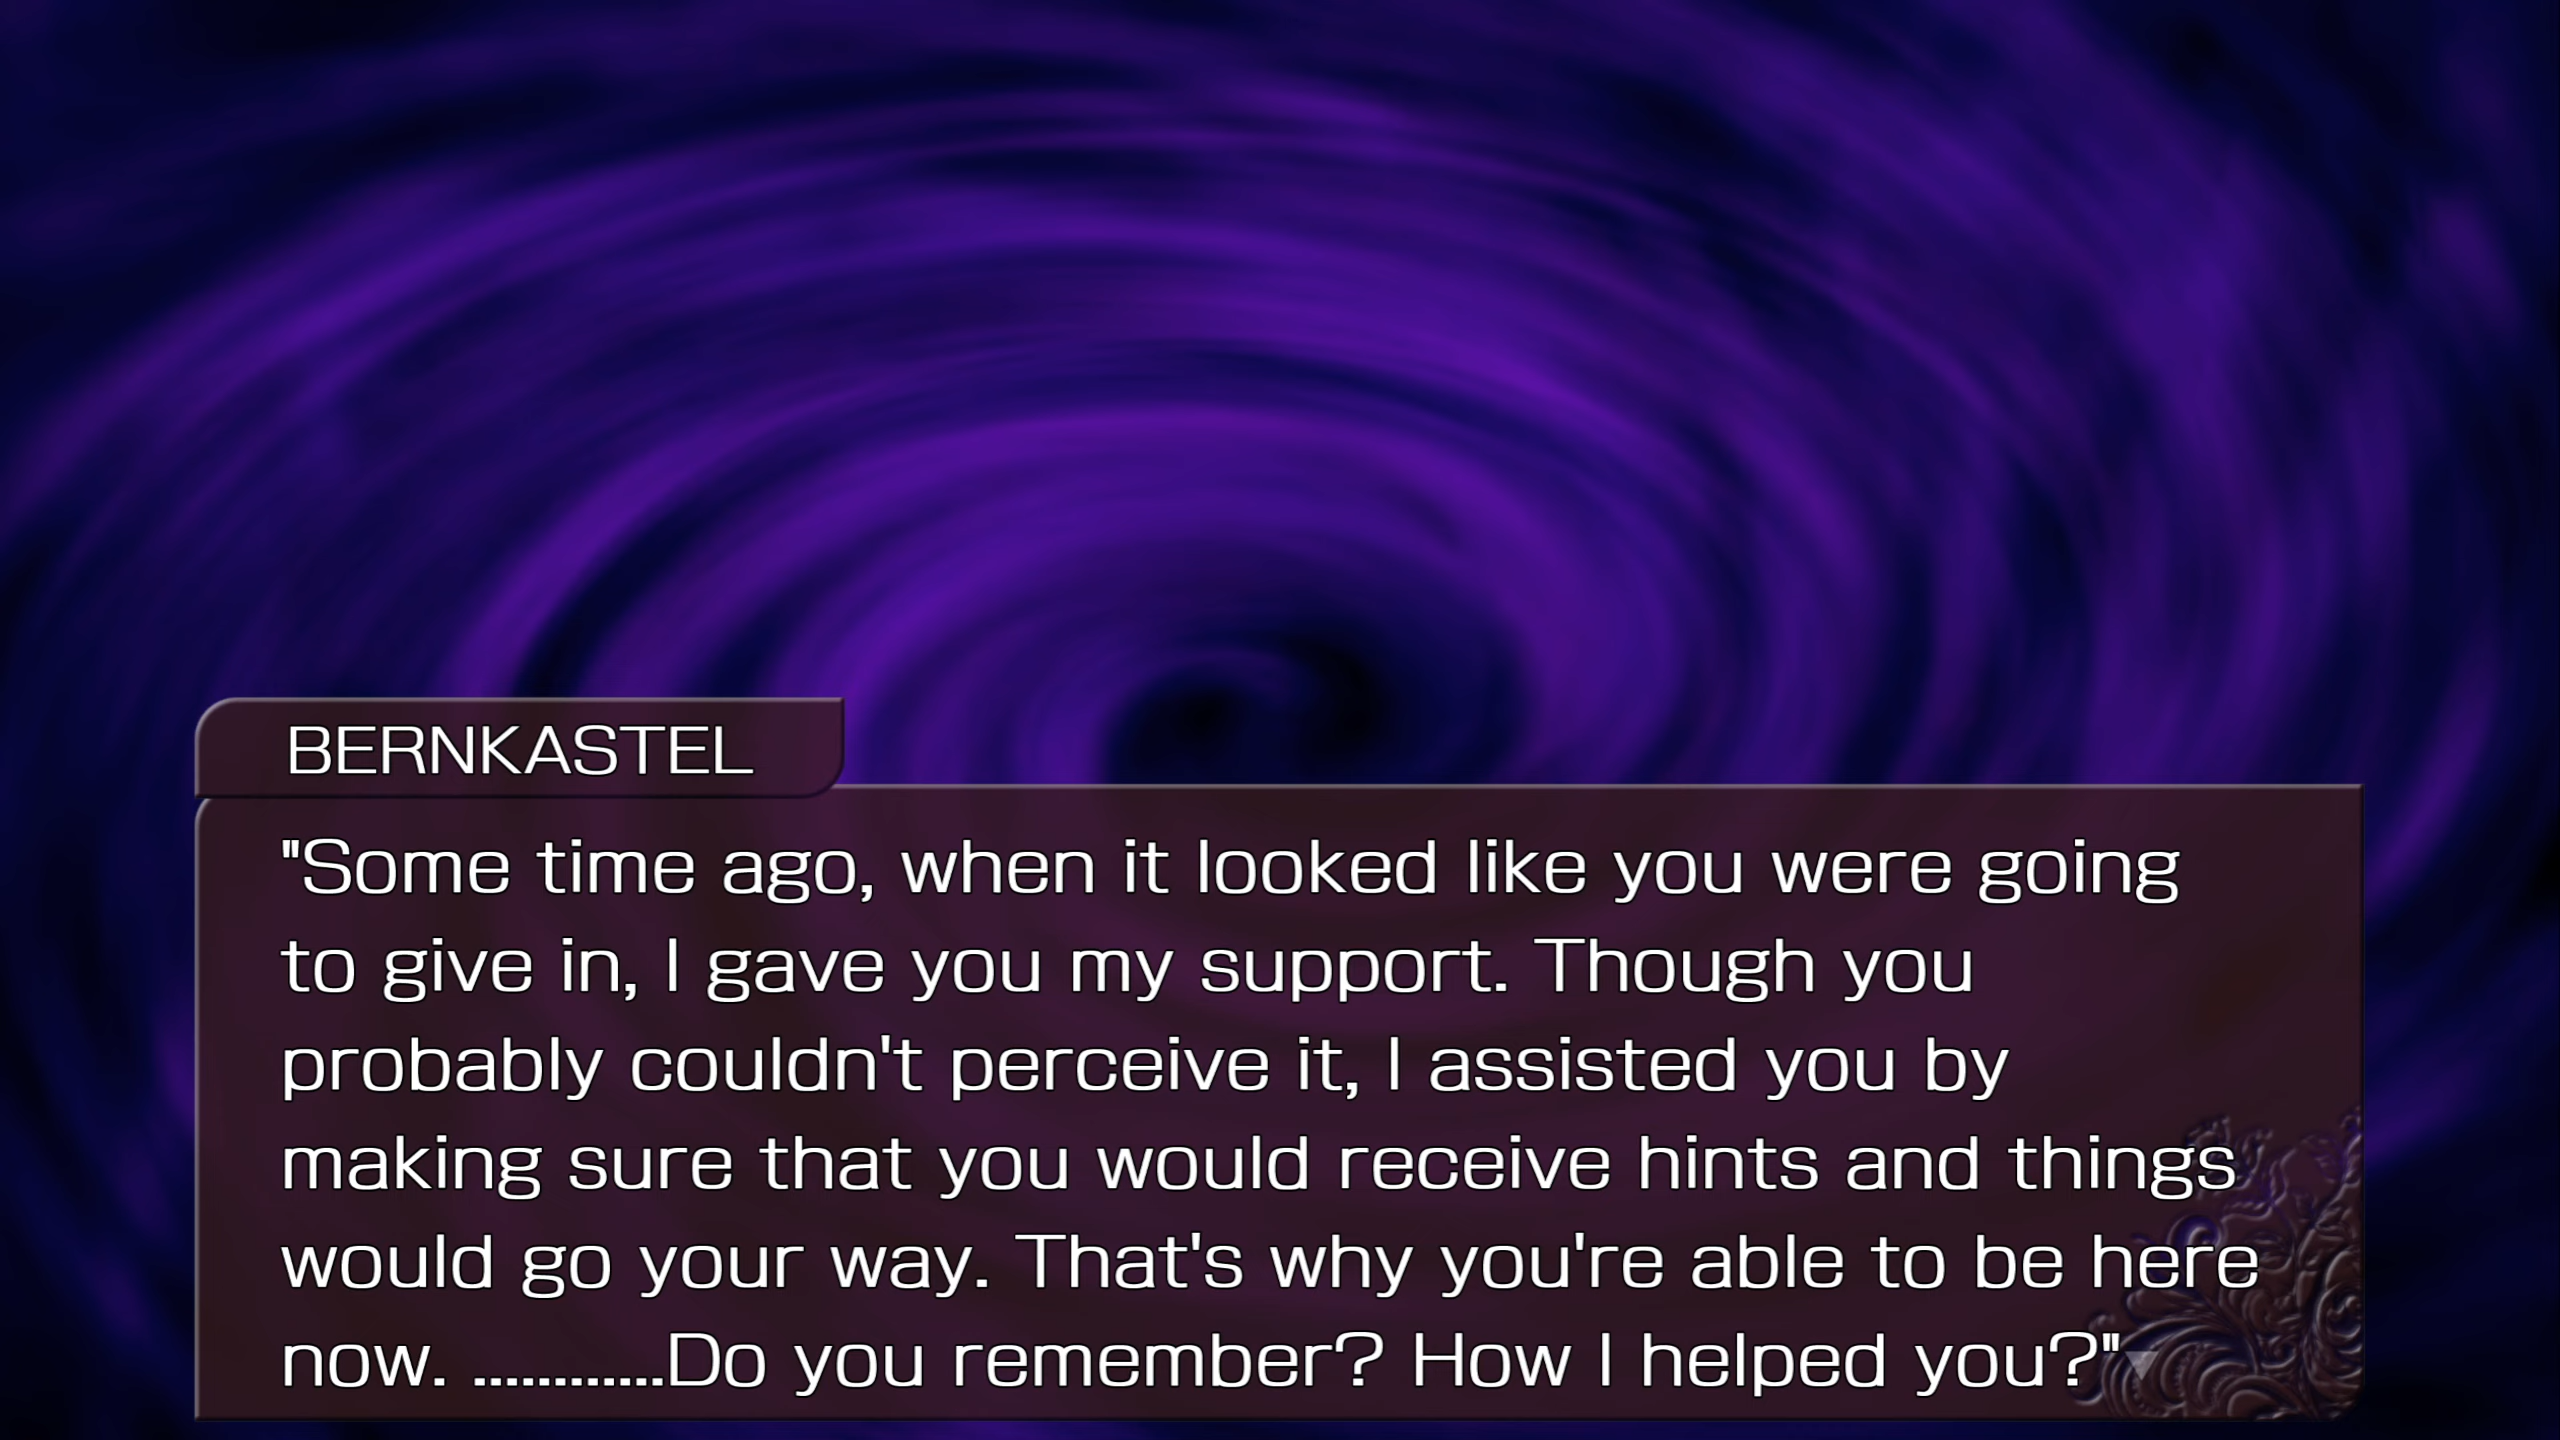 BERNKASTEL
"Some time ago, when it looked like you were going
to give in, I gave you my support. Though you
probably couldn't perceive it, I assisted you by
making sure that you would receive hints and things
would go your way. That's why you're able to be here
now. ............Do you remember? How I helped you?"